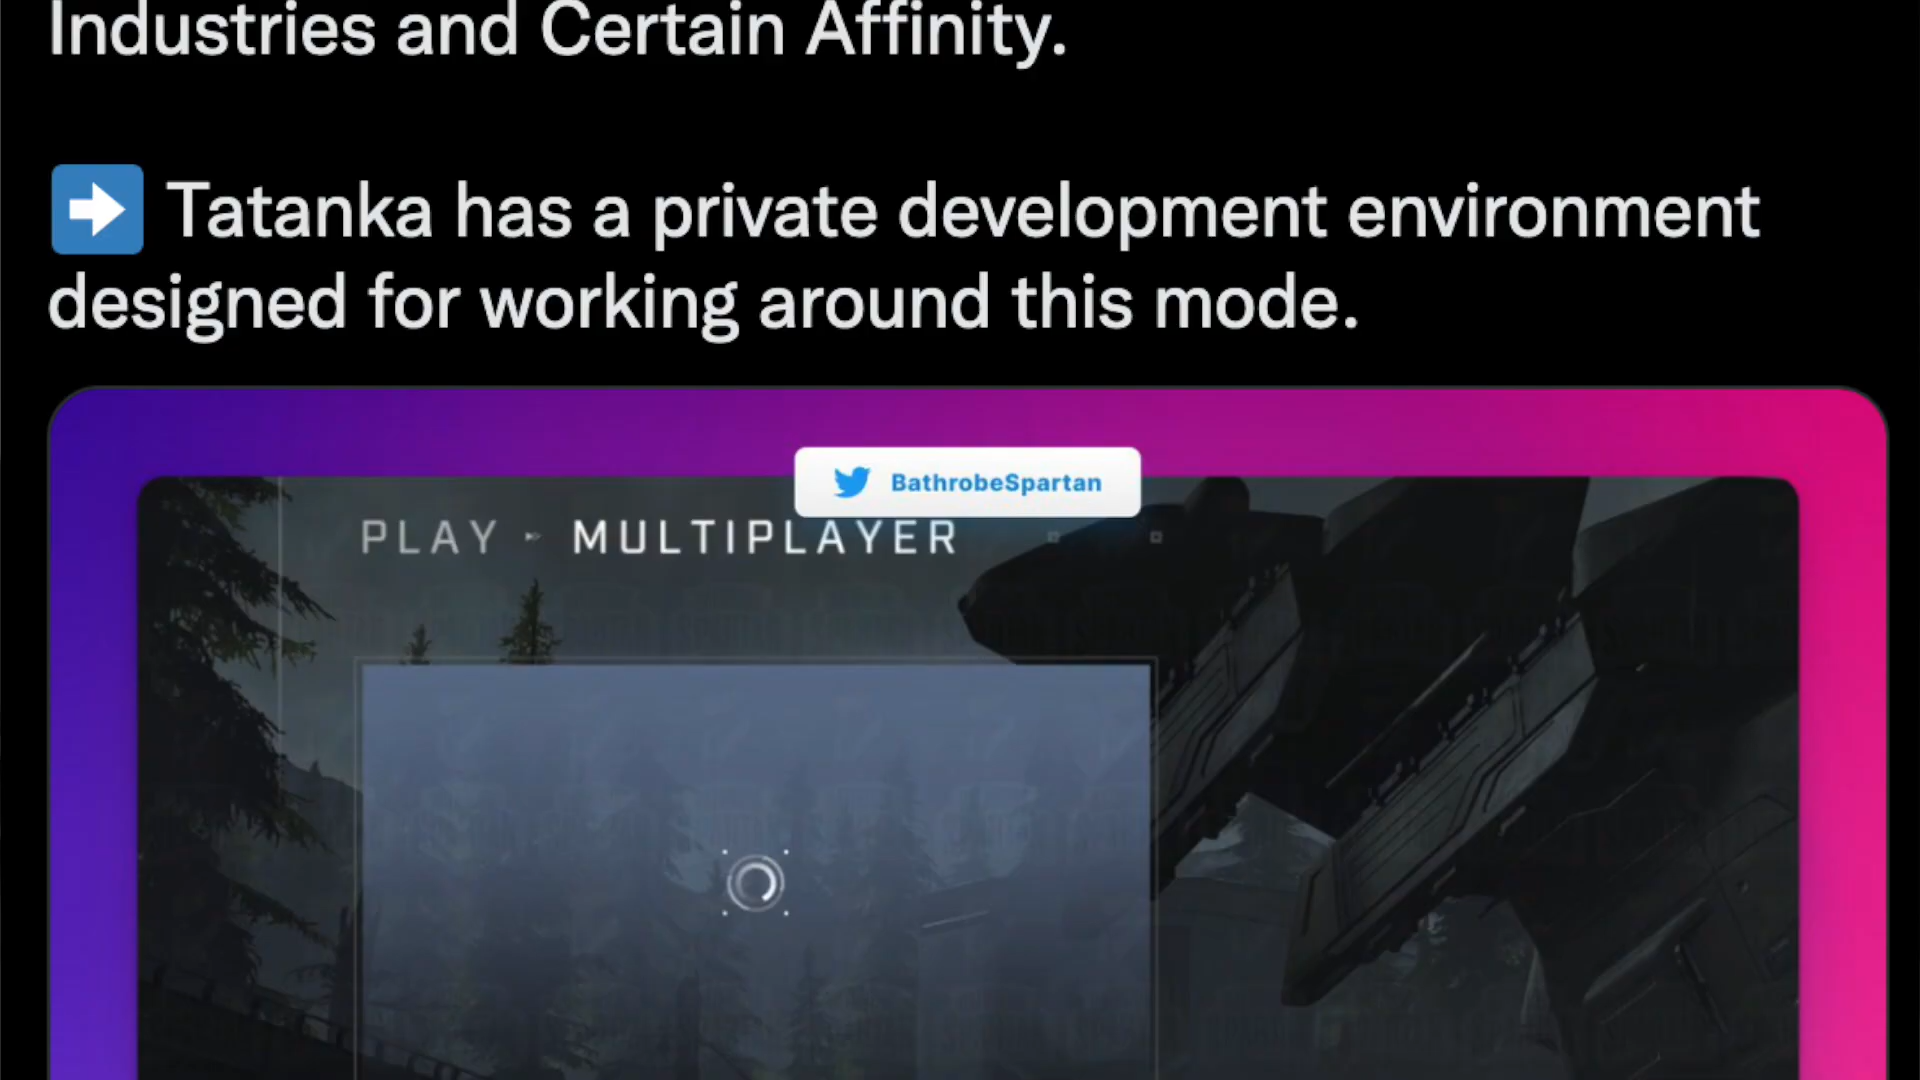 Industries and Certain Affinity.
➡ Tatanka has a private development environment
designed for working around this mode.
BathrobeSpartan
PLAY MULTIPLAYER